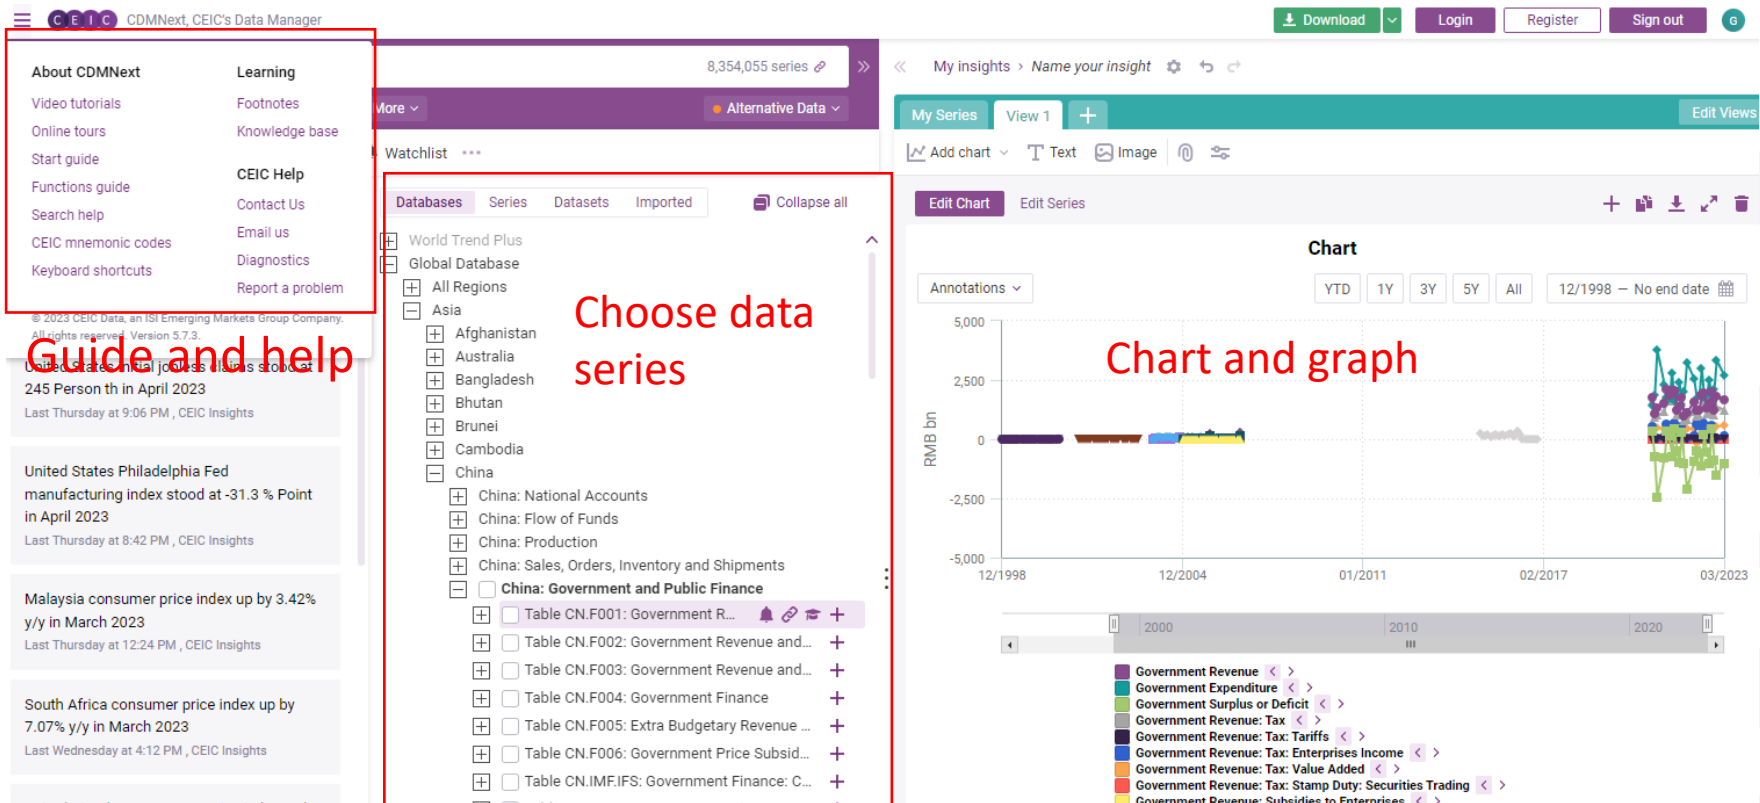 CEIC CDMNext, CEIC's Data Manager
Download
Login
Register
Sign out
G
About CDMNext
Video tutorials
Online tours
Start guide
Functions guide
Search help
CEIC mnemonic codes
Keyboard shortcuts
Learning
Footnotes
Knowledge base
CEIC Help
Contact Us
Email us
Diagnostics
Report a problem
© 2023 CEIC Data, an ISI Emerging Markets Group Company.
All rights reserved. Version 5.7.3.
Guide and help
United States initial jobless claims stood at
245 Person th in April 2023
Last Thursday at 9:06 PM , CEIC Insights
United States Philadelphia Fed
manufacturing index stood at -31.3 % Point
in April 2023
Last Thursday at 8:42 PM , CEIC Insights
Malaysia consumer price index up by 3.42%
y/y in March 2023
Last Thursday at 12:24 PM , CEIC Insights
South Africa consumer price index up by
7.07% y/y in March 2023
Last Wednesday at 4:12 PM , CEIC Insights
8,354,055 series
More
Alternative Data
Watchlist
Databases Series Datasets Imported Collapse all
World Trend Plus
Global Database
All Regions
Asia
Afghanistan
Australia
Bangladesh
Bhutan
Brunei
Cambodia
China
China: National Accounts
China: Flow of Funds
China: Production
China: Sales, Orders, Inventory and Shipments
China: Government and Public Finance
Table CN.F001: Government R...
Table CN.F002: Government Revenue and...
Table CN.F003: Government Revenue and...
Table CN.F004: Government Finance
Table CN.F005: Extra Budgetary Revenue ...
Table CN.F006: Government Price Subsid...
Table CN.IMF.IFS: Government Finance: C...
Choose data
series
My insights > Name your insight
My Series View 1 Edit Views
Add chart Text Image
Edit Chart Edit Series
Chart
Annotations YTD 1Y 3Y 5Y All 12/1998 – No end date
Chart and graph
RMB bn
5,000
2,500
0
-2,500
-5,000
12/1998 12/2004 01/2011 02/2017 03/2023
2000 2010 2020
Government Revenue
Government Expenditure
Government Surplus or Deficit
Government Revenue: Tax
Government Revenue: Tax: Tariffs
Government Revenue: Tax: Enterprises Income
Government Revenue: Tax: Value Added
Government Revenue: Tax: Stamp Duty: Securities Trading
Government Revenue: Subsidies to Enterprises